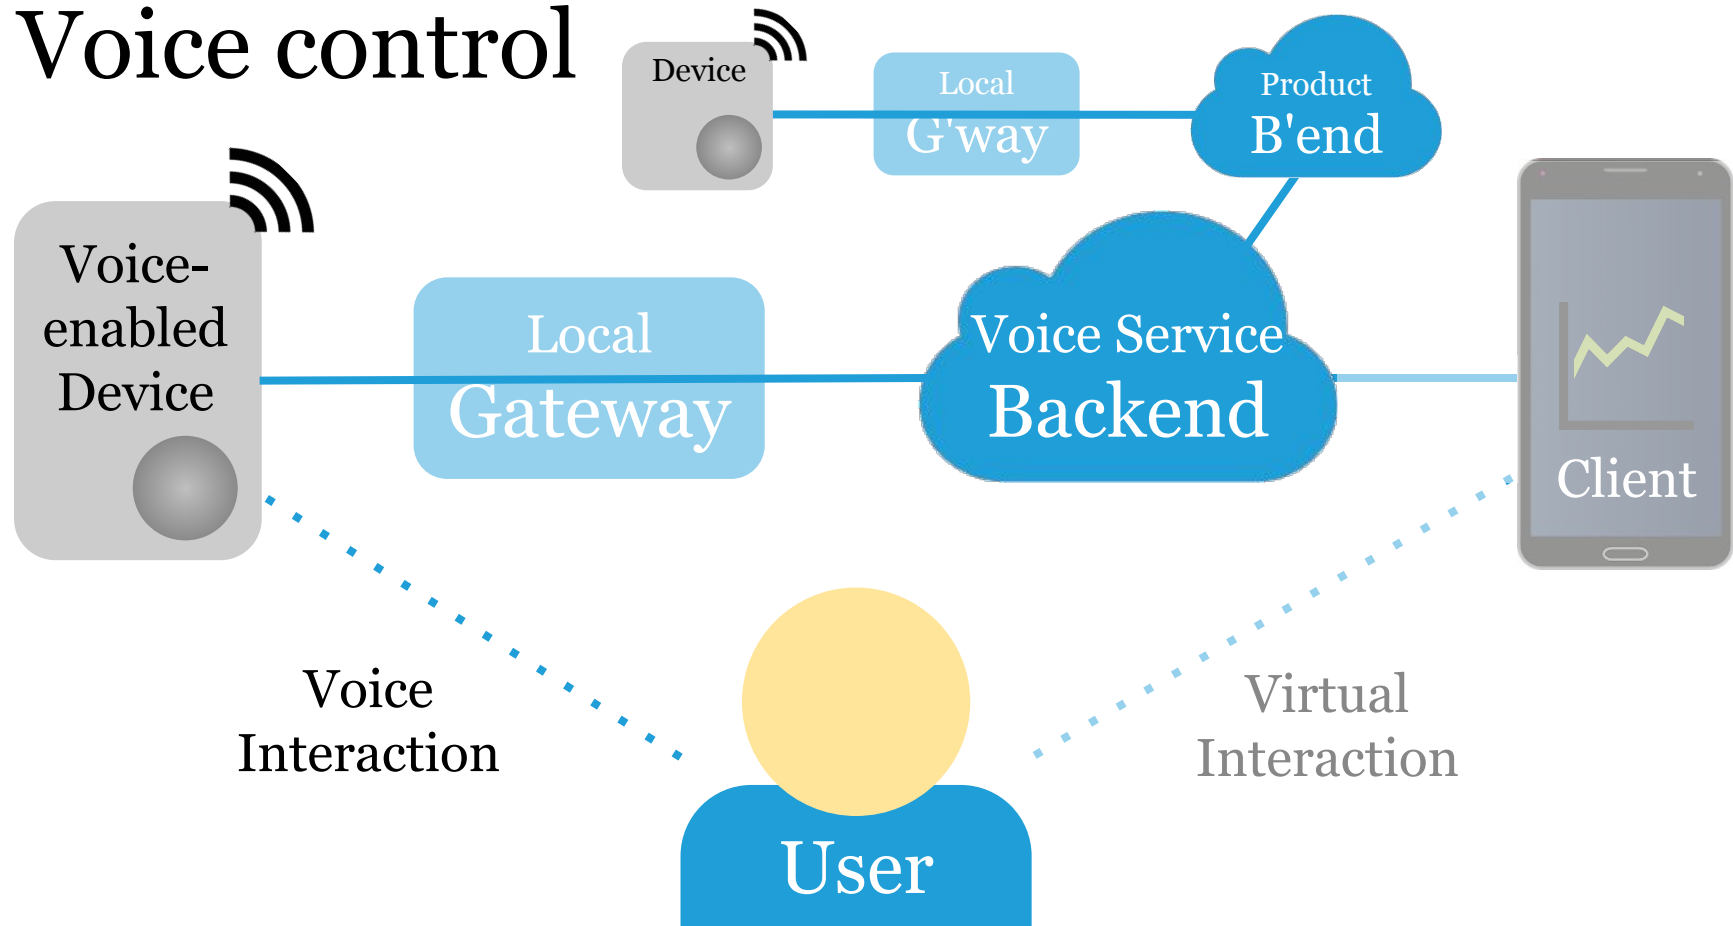 Voice control
Device
Local
G'way
Product
B'end
Voice-
enabled
Device
Local
Gateway
Voice Service
Backend
Client
Voice
Interaction
Virtual
Interaction
User